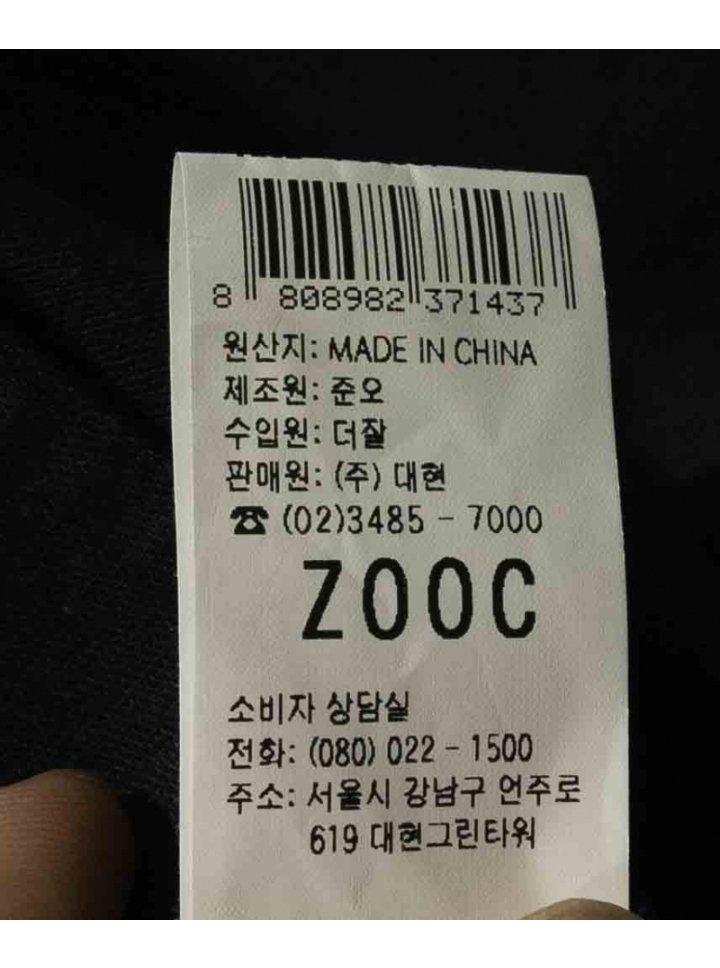 8 808982 371437
원산지: MADE IN CHINA
제조원: 준오
수입원: 더잘
판매원: (주) 대현
☎ (02)3485 - 7000
ZOOC
소비자 상담실
전화: (080) 022 - 1500
주소: 서울시 강남구 언주로
619 대현그린타워